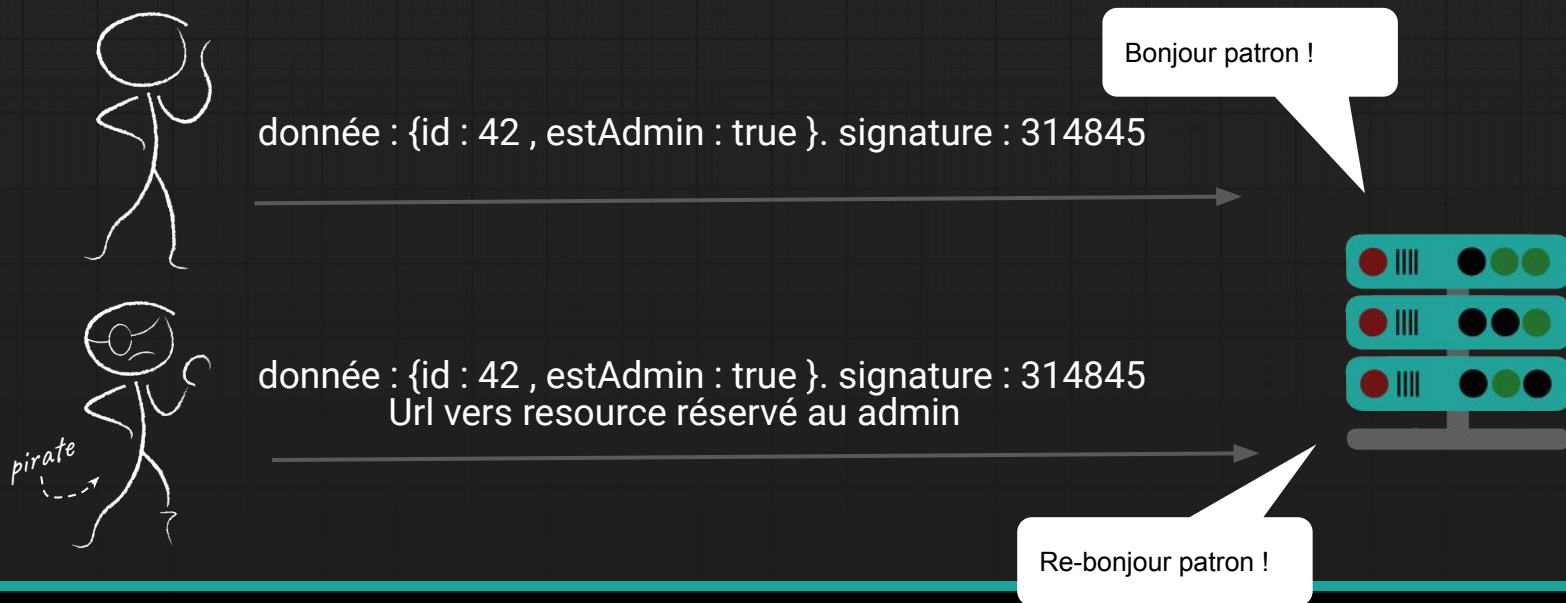 Bonjour patron !
donnée : {id : 42 , estAdmin : true }. signature : 314845
donnée : {id : 42 , estAdmin : true }. signature : 314845
Url vers resource réservé au admin
pirate
Re-bonjour patron !